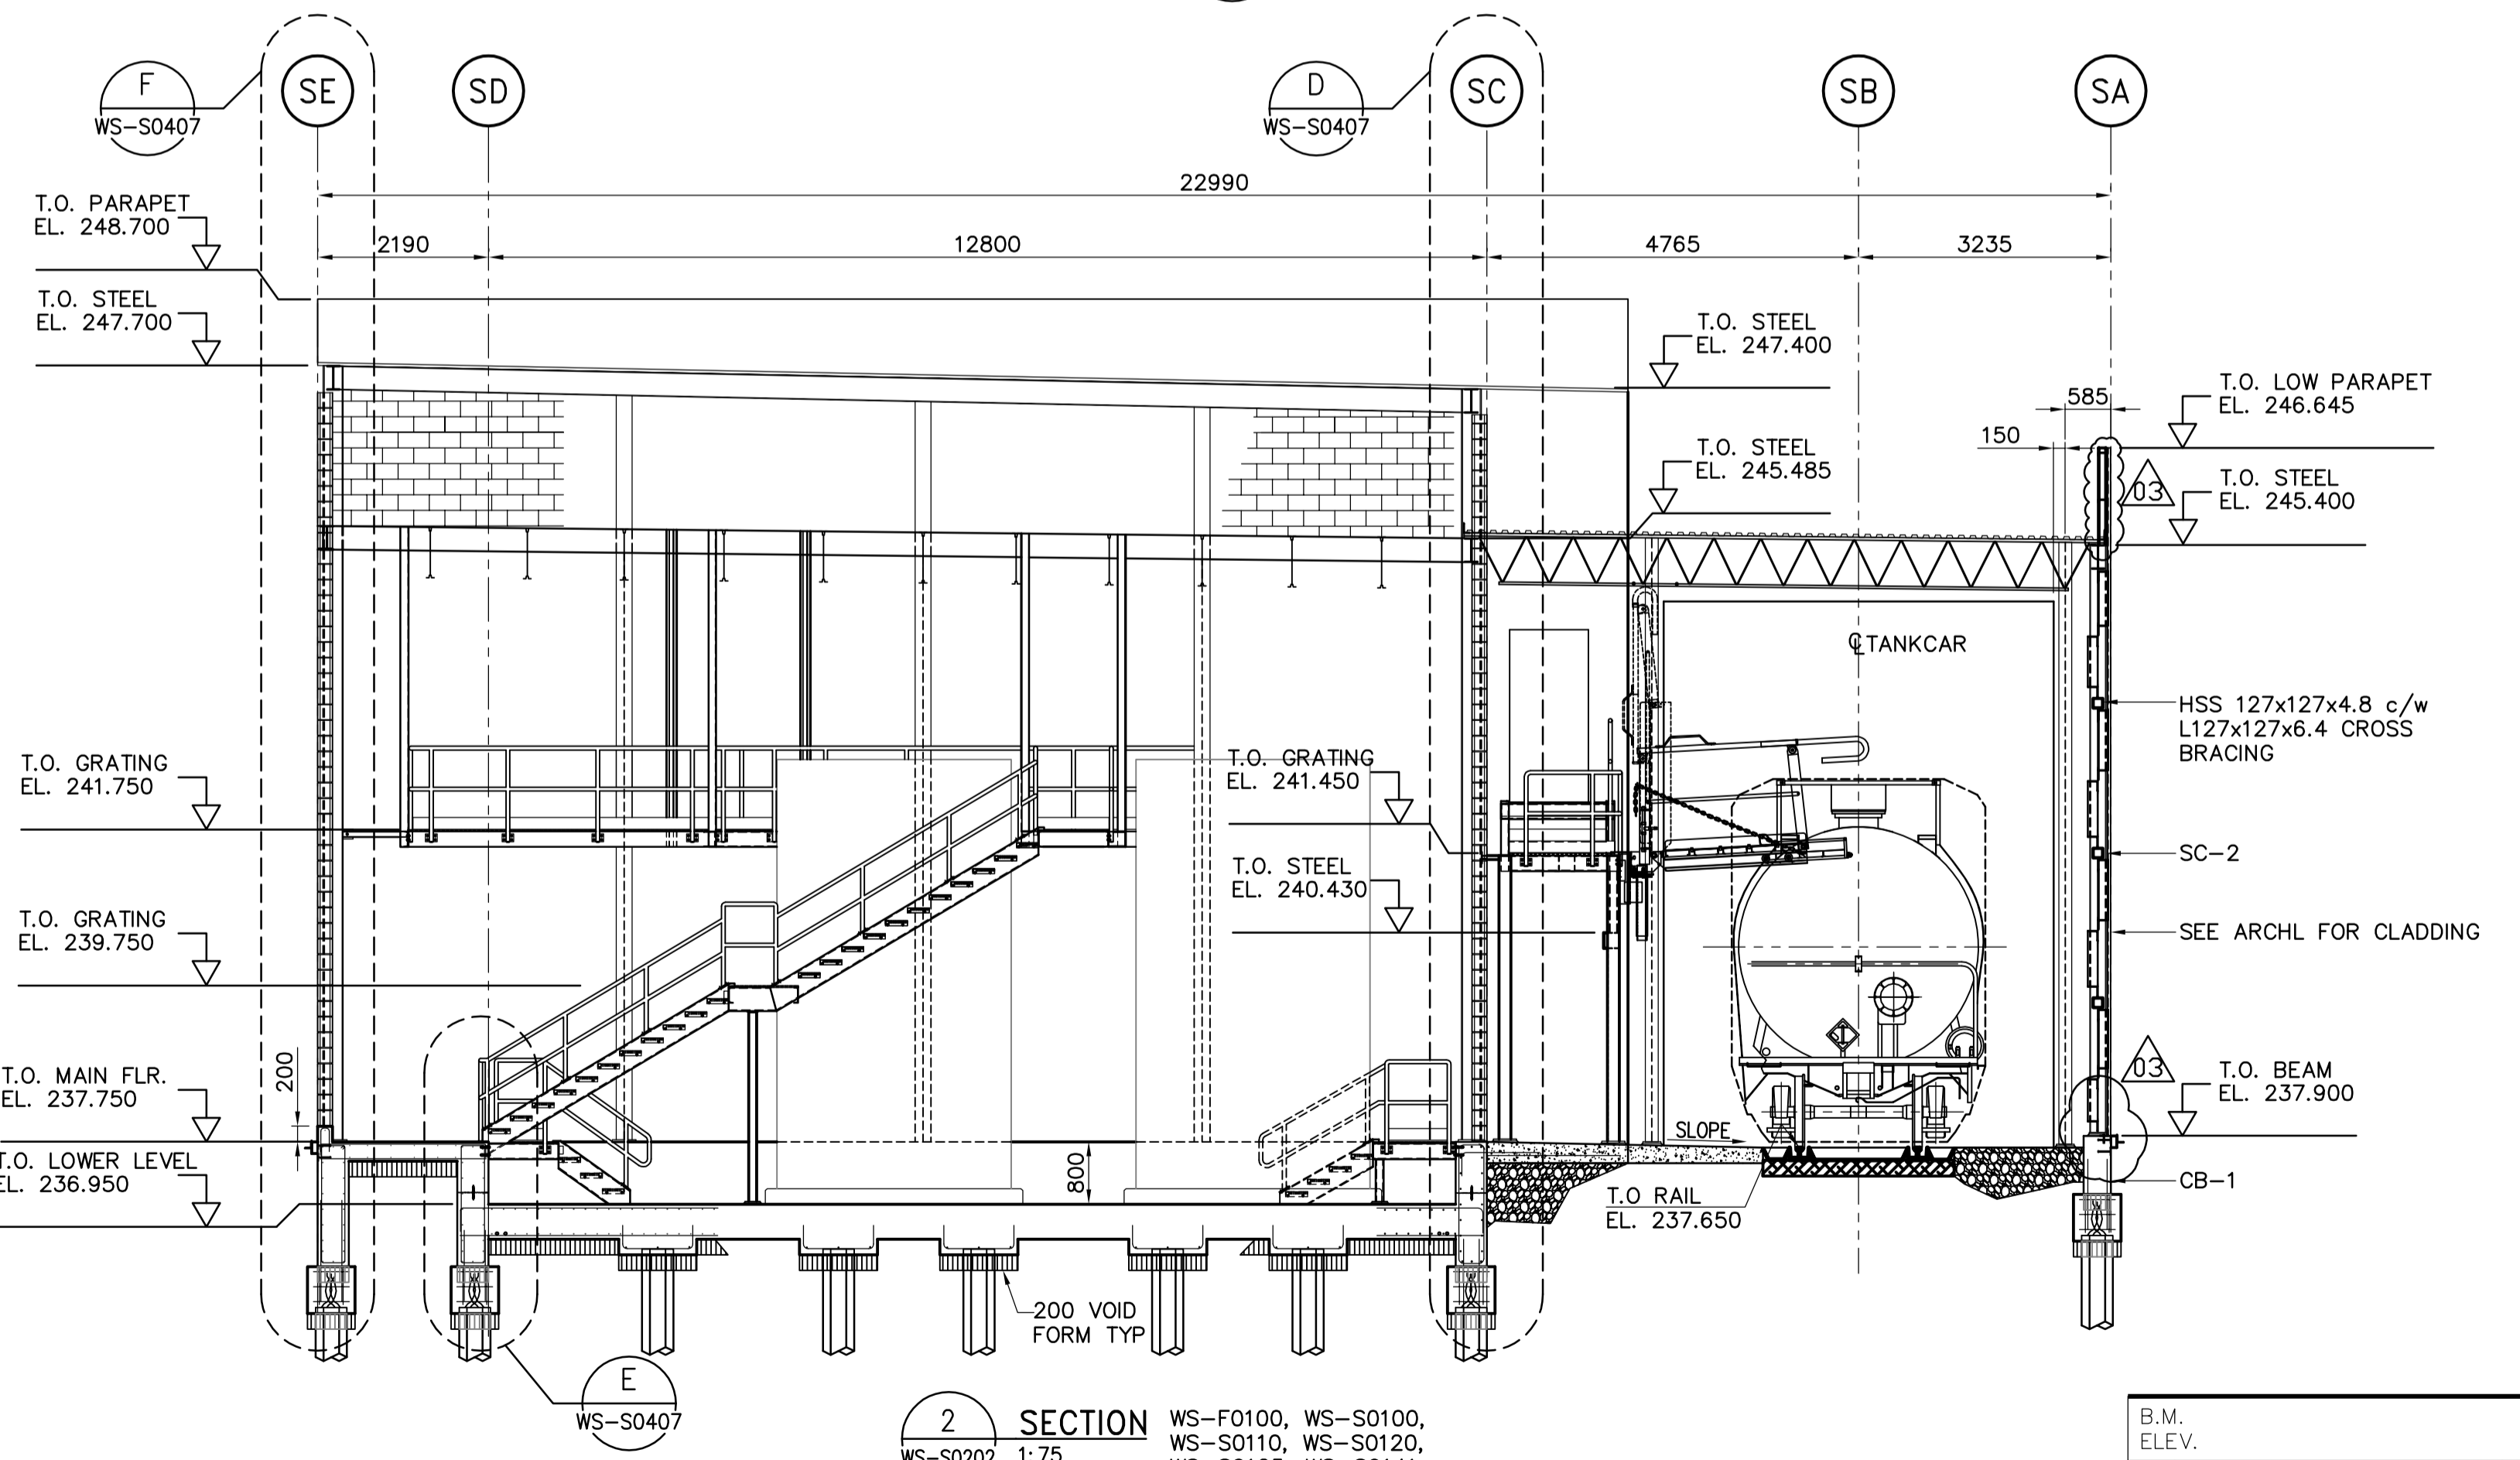 F
WS-S0407
SE
SD
D
WS-S0407
SC
SB
SA
22990
2190
12800
4765
3235
T.O. PARAPET
EL. 248.700
T.O. STEEL
EL. 247.700
T.O. STEEL
EL. 247.400
T.O. LOW PARAPET
EL. 246.645
585
150
T.O. STEEL
EL. 245.485
03
T.O. STEEL
EL. 245.400
℄ TANKCAR
HSS 127x127x4.8 c/w
L127x127x6.4 CROSS
BRACING
T.O. GRATING
EL. 241.750
T.O. GRATING
EL. 241.450
T.O. STEEL
EL. 240.430
SC-2
T.O. GRATING
EL. 239.750
SEE ARCHL FOR CLADDING
200
T.O. MAIN FLR.
EL. 237.750
03
T.O. BEAM
EL. 237.900
SLOPE
T.O. LOWER LEVEL
EL. 236.950
800
T.O RAIL
EL. 237.650
CB-1
200 VOID
FORM TYP
E
WS-S0407
2
WS-S0202
SECTION
1:75
WS-F0100, WS-S0100,
WS-S0110, WS-S0120,
B.M.
ELEV.